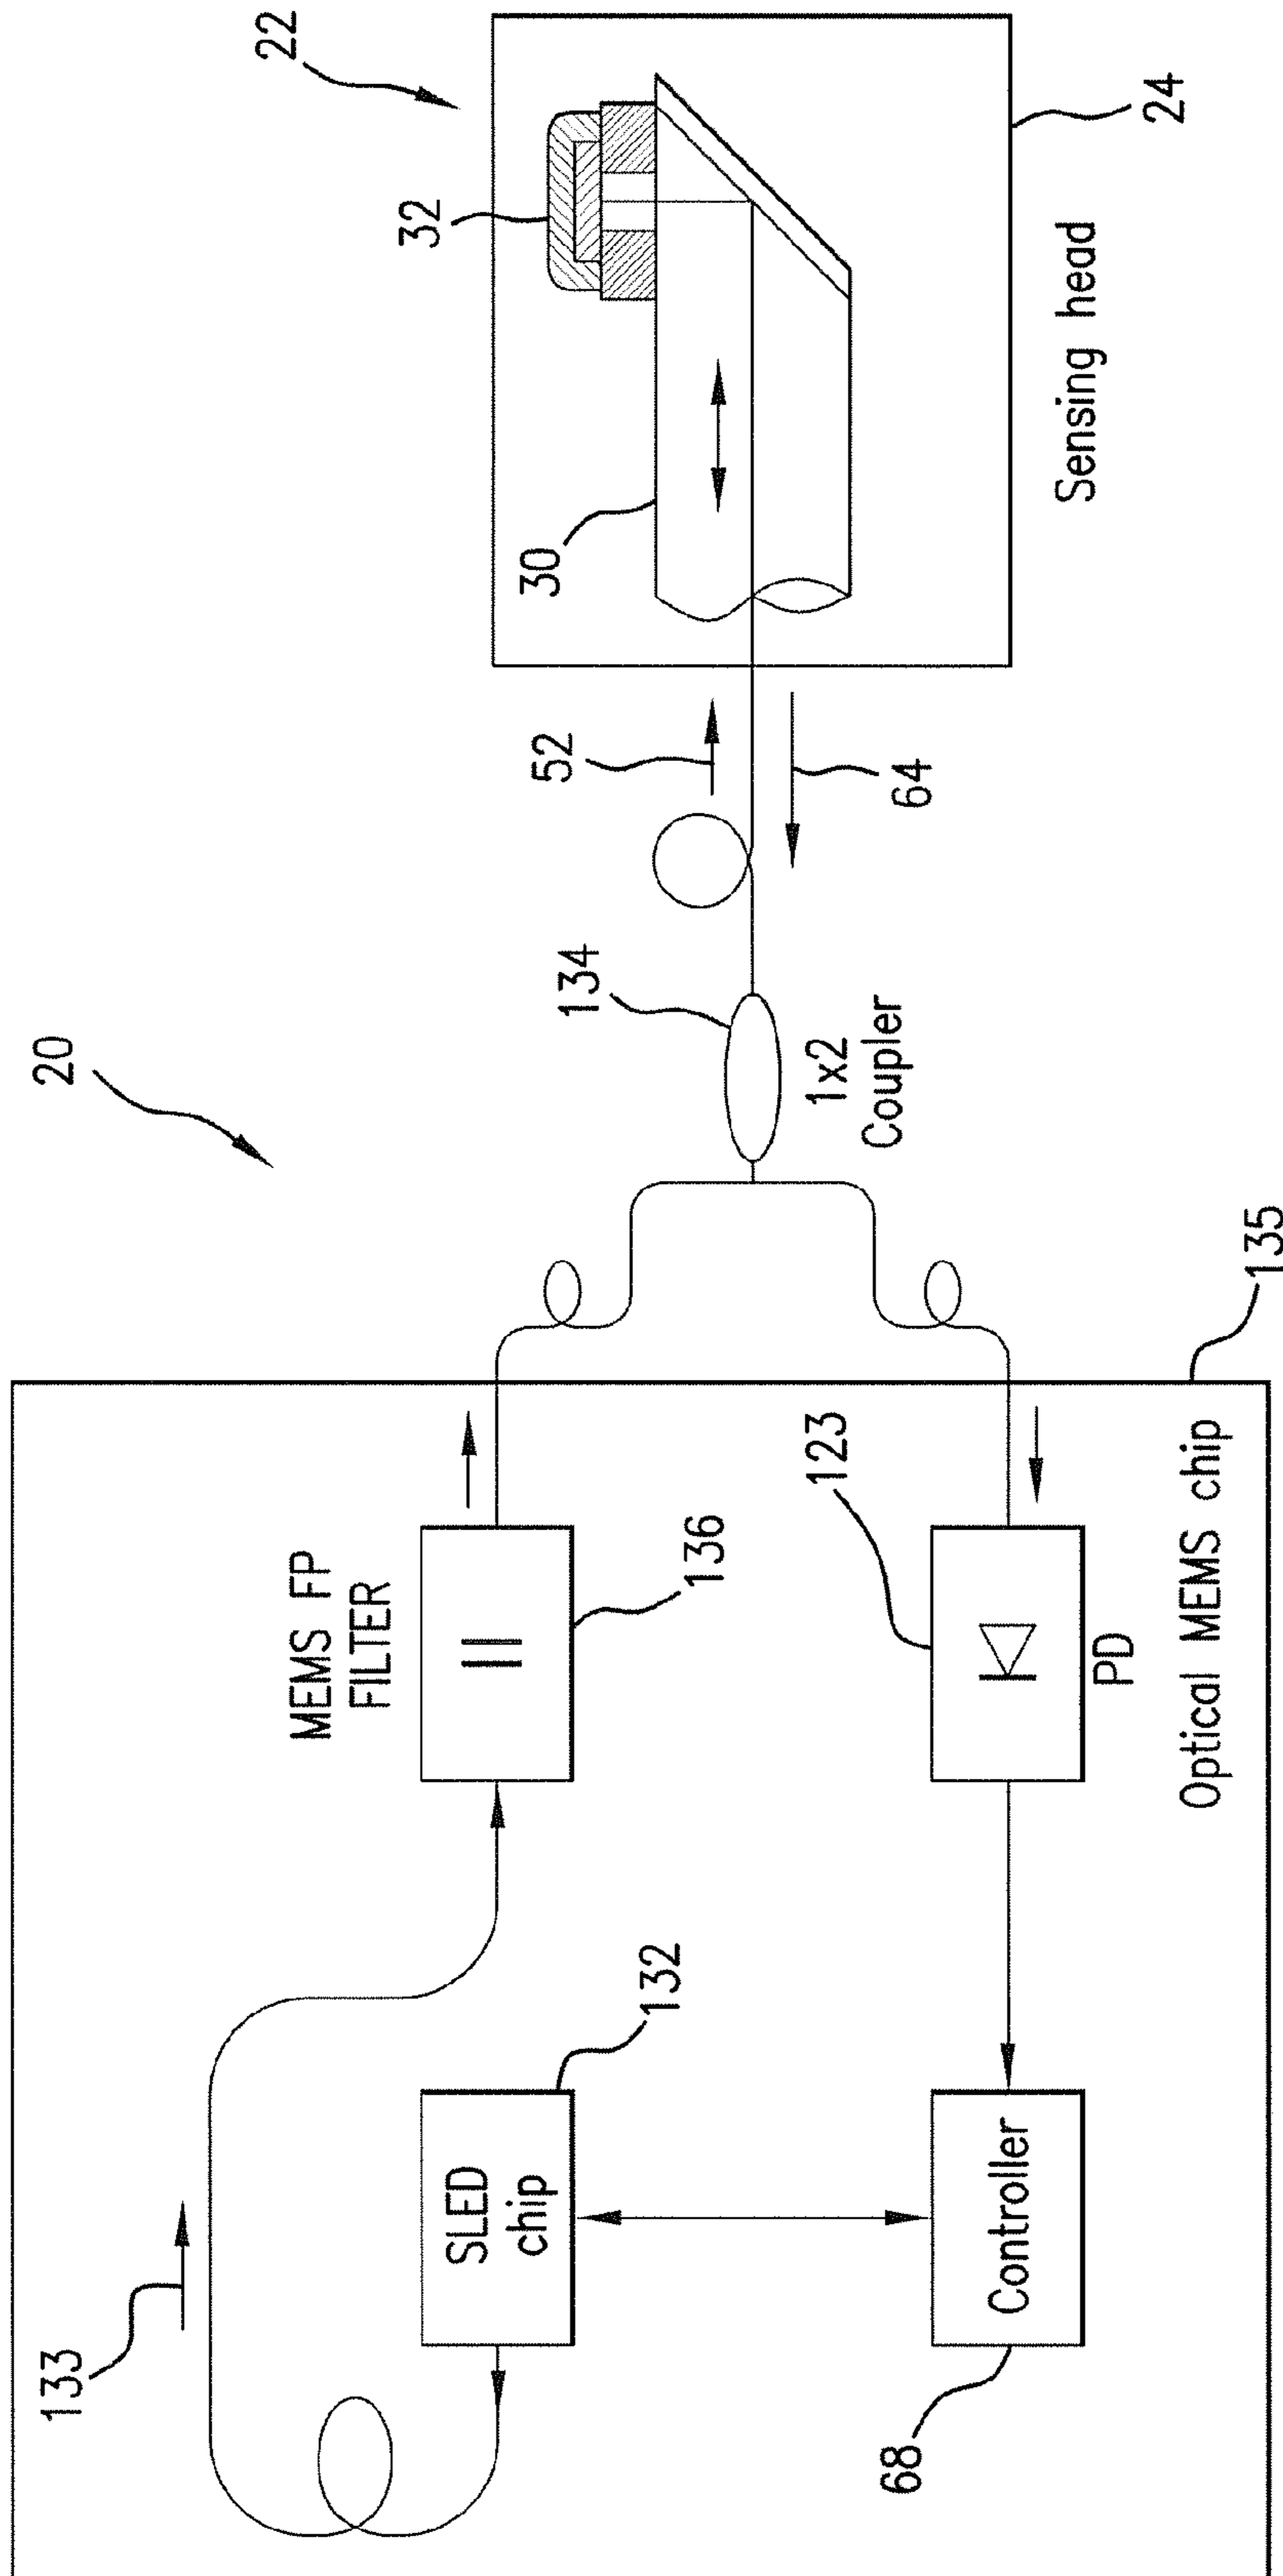 20
22
133
MEMS FP
FILTER
136
SLED
chip
132
134
1x2
Coupler
52
64
30
32
24
Sensing head
123
PD
Controller
68
Optical MEMS chip
135